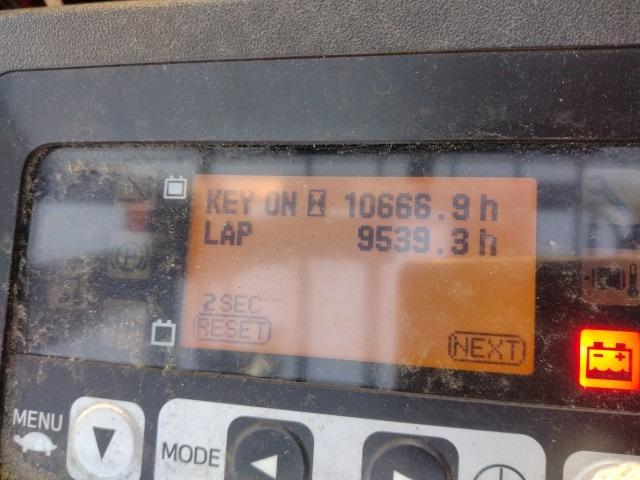 KEY ON 10666.9 h
LAP 9539.3 h
2SEC
RESET
NEXT
MENU
MODE